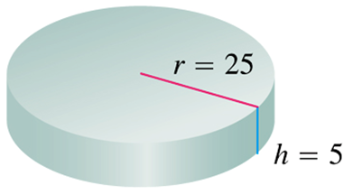 r = 25
h = 5